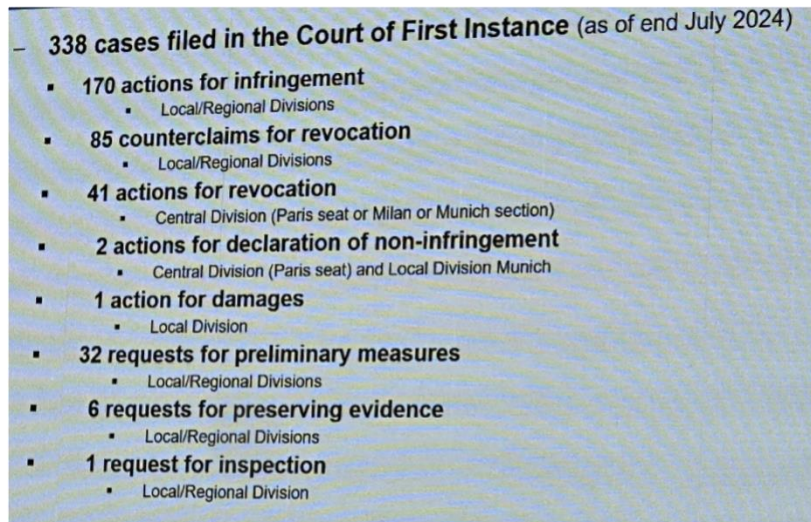 – 338 cases filed in the Court of First Instance (as of end July 2024)
▪ 170 actions for infringement
▪ Local/Regional Divisions
▪ 85 counterclaims for revocation
▪ Local/Regional Divisions
▪ 41 actions for revocation
▪ Central Division (Paris seat or Milan or Munich section)
▪ 2 actions for declaration of non-infringement
▪ Central Division (Paris seat) and Local Division Munich
▪ 1 action for damages
▪ Local Division
▪ 32 requests for preliminary measures
▪ Local/Regional Divisions
▪ 6 requests for preserving evidence
▪ Local/Regional Divisions
▪ 1 request for inspection
▪ Local/Regional Division